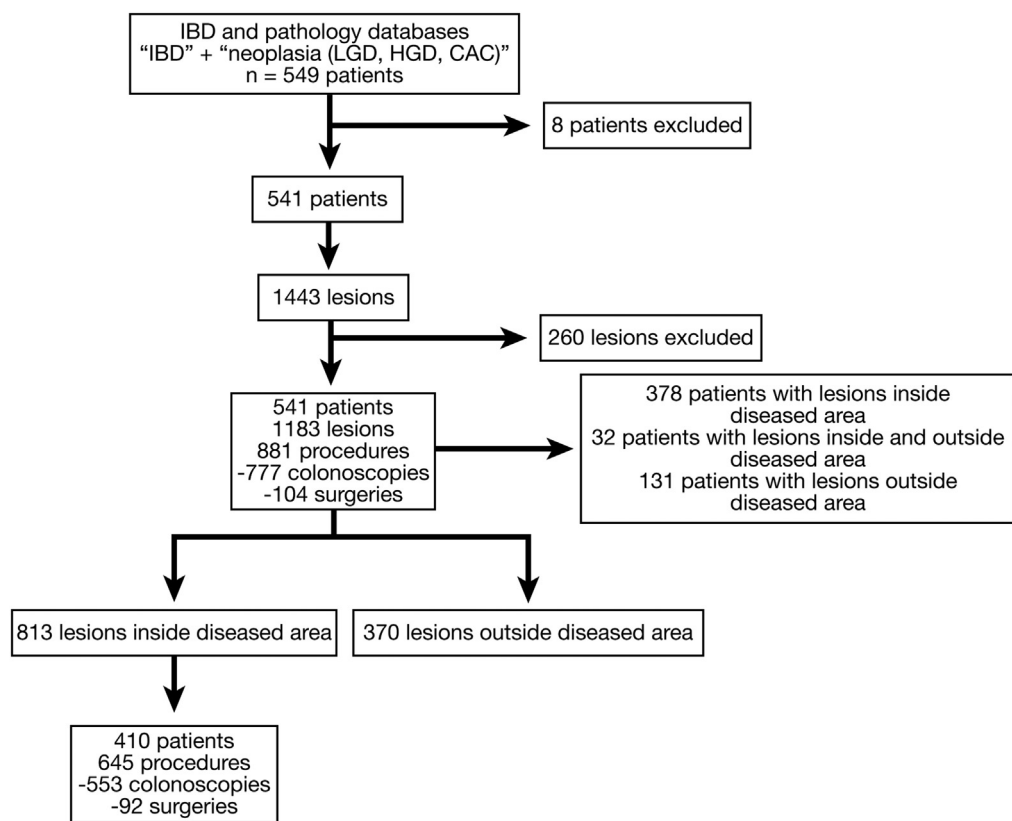 IBD and pathology databases
“IBD” + “neoplasia (LGD, HGD, CAC)”
n = 549 patients
8 patients excluded
541 patients
1443 lesions
260 lesions excluded
541 patients
1183 lesions
881 procedures
-777 colonoscopies
-104 surgeries
378 patients with lesions inside
diseased area
32 patients with lesions inside and outside
diseased area
131 patients with lesions outside
diseased area
813 lesions inside diseased area
370 lesions outside diseased area
410 patients
645 procedures
-553 colonoscopies
-92 surgeries